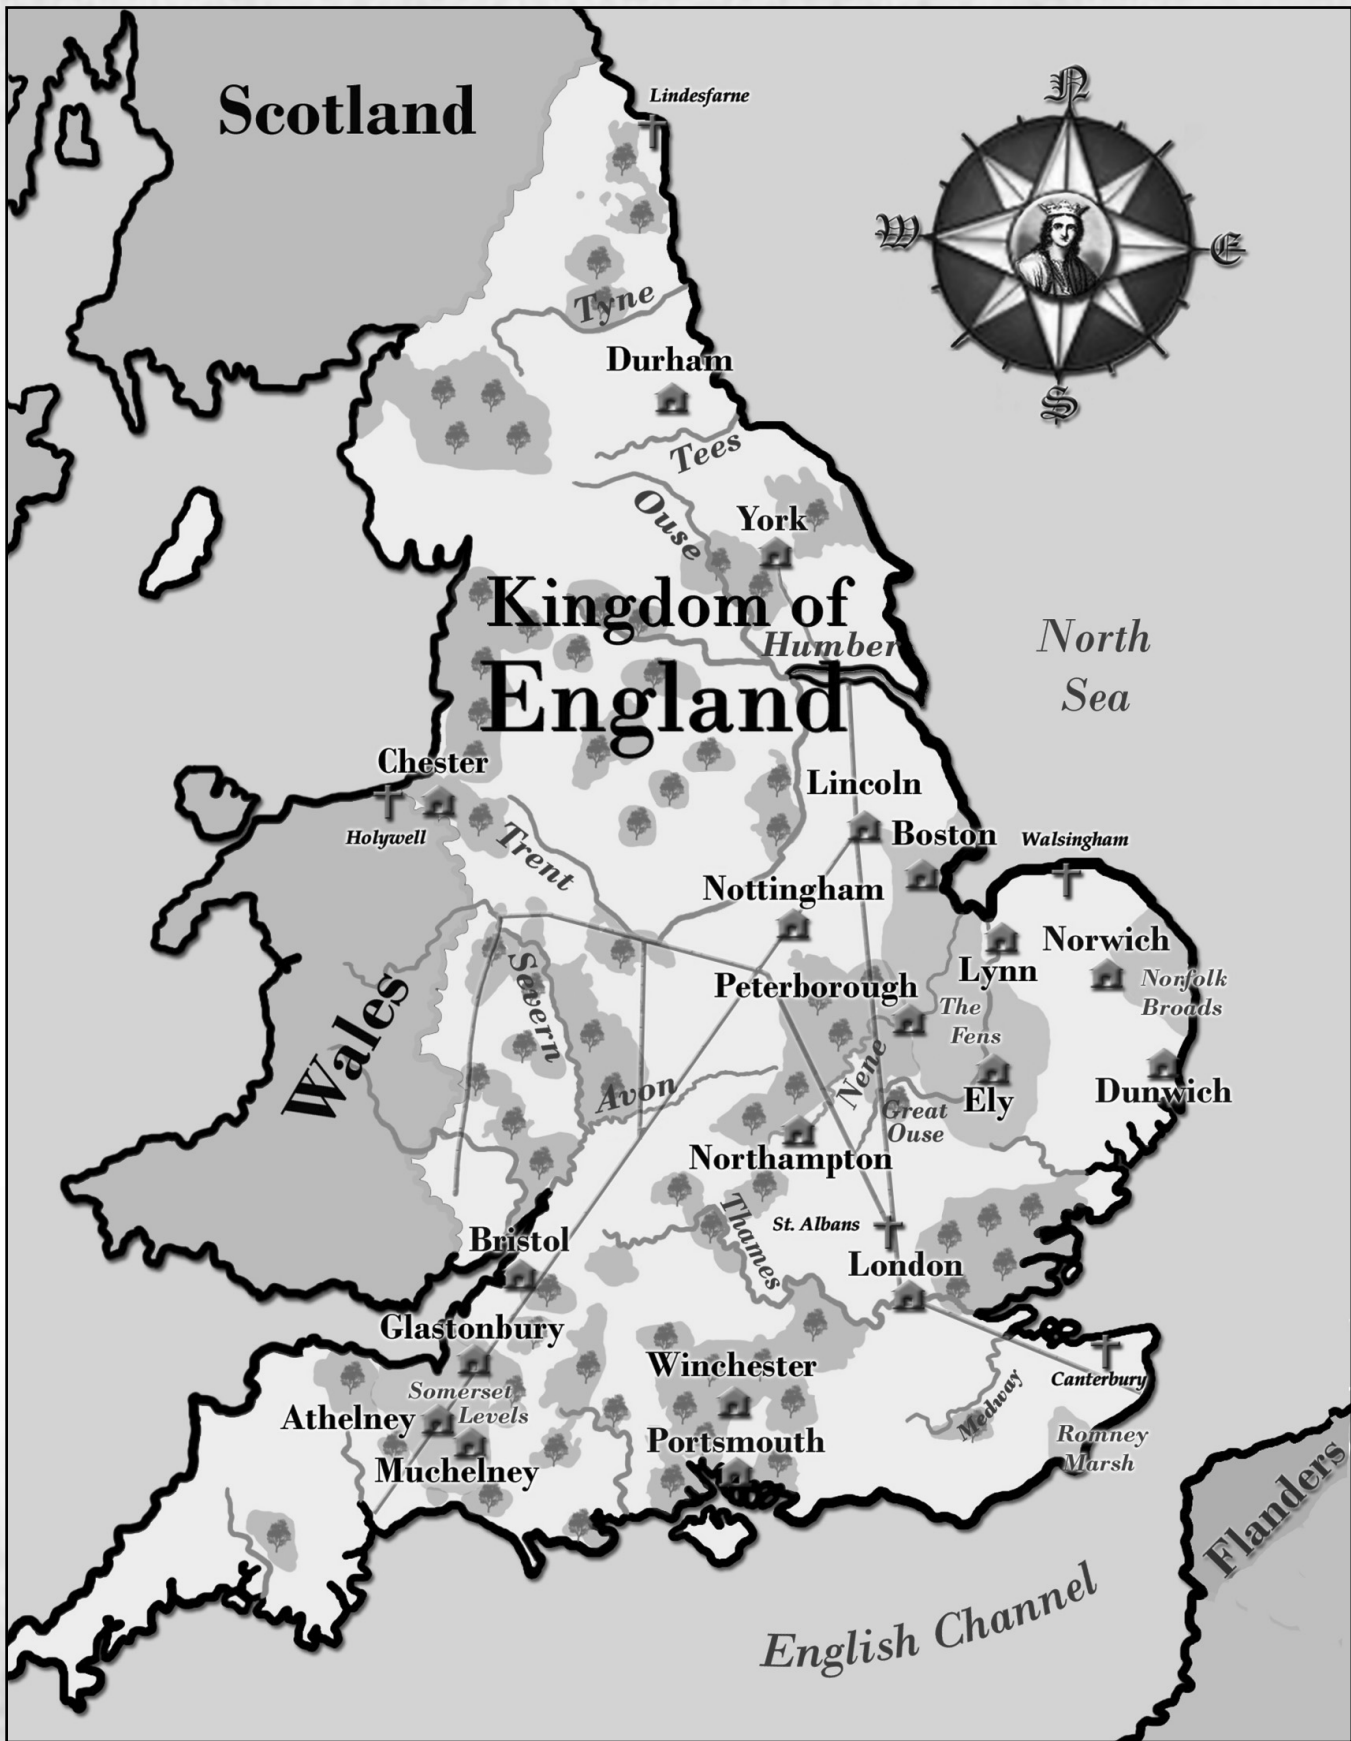 Scotland
Lindesfarne
N
W
E
S
Tyne
Durham
Tees
Ouse
York
Kingdom of
England
Humber
North
Sea
Chester
Holywell
Trent
Lincoln
Boston
Walsingham
Nottingham
Norwich
Lynn
Norfolk
Broads
Severn
Peterborough
The
Fens
Wales
Nene
Avon
Great
Ouse
Ely
Dunwich
Northampton
Thames
St. Albans
Bristol
London
Glastonbury
Winchester
Canterbury
Medway
Somerset
Levels
Athelney
Romney
Marsh
Portsmouth
Muchelney
Flanders
English Channel